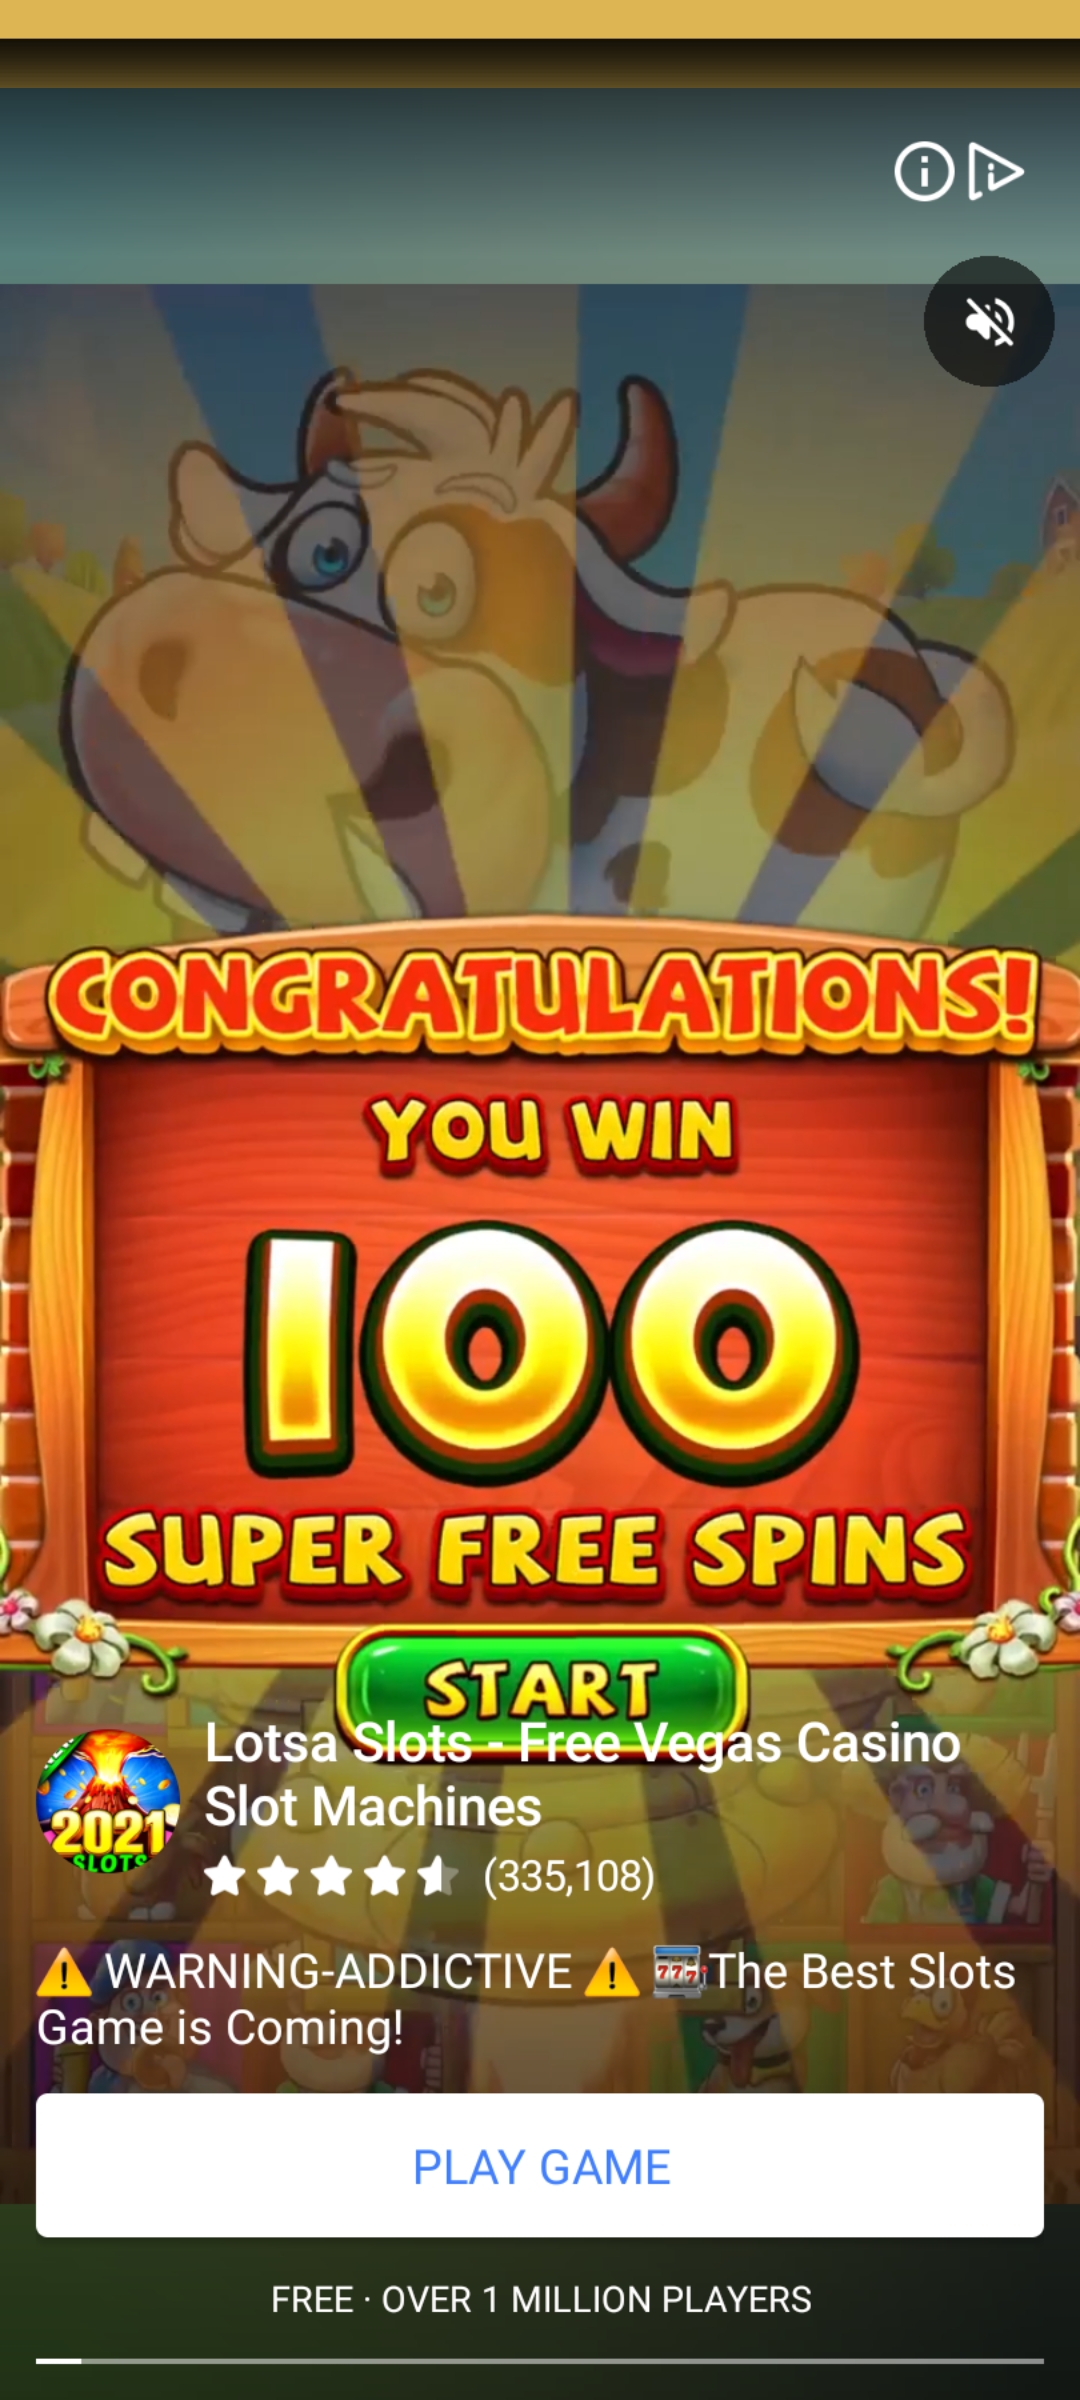 CONGRATULATIONS!
YOU WIN
100
SUPER FREE SPINS
START
Lotsa Slots - Free Vegas Casino
Slot Machines
2021
SLOTS
(335,108)
⚠️ WARNING-ADDICTIVE ⚠️ 🎰The Best Slots
Game is Coming!
PLAY GAME
FREE · OVER 1 MILLION PLAYERS